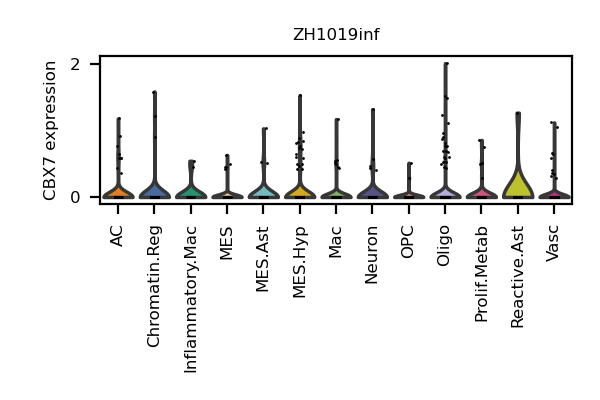 ZH1019inf
CBX7 expression
2
0
AC
Chromatin.Reg
Inflammatory.Mac
MES
MES.Ast
MES.Hyp
Mac
Neuron
OPC
Oligo
Prolif.Metab
Reactive.Ast
Vasc